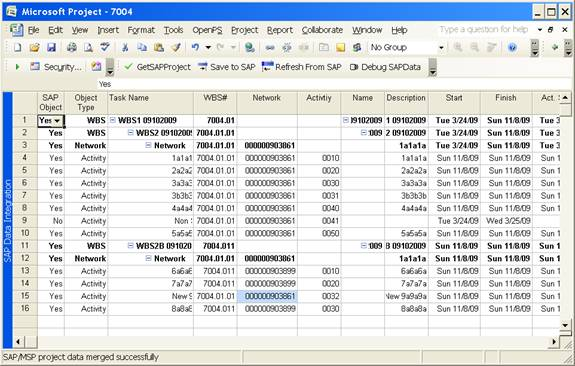 Microsoft Project - 7004
File Edit View Insert Format Tools OpenPS Project Report Collaborate Window Help Type a question for help
No Group
Security... GetSAPProject Save to SAP Refresh From SAP Debug SAPData
Yes
SAP Object Object Type Task Name WBS# Network Activtiy Name Description Start Finish Act. S
1 Yes WBS WBS1 09102009 7004.01 09102009 1 09102009 Tue 3/24/09 Sun 11/8/09 Tue 3
2 Yes WBS WBS2 09102009 7004.01.01 2009 09102009 Tue 3/24/09 Sun 11/8/09 Tue 3
3 Yes Network Network 7004.01.01 000000903861 1a1a1a Tue 3/24/09 Sun 11/8/09 Tue 3
4 Yes Activity 1a1a1 7004.01.01 000000903861 0010 1a1a1a Sun 11/8/09 Sun 11/8/09 Sun 1
5 Yes Activity 2a2a2 7004.01.01 000000903861 0020 2a2a2a Sun 11/8/09 Sun 11/8/09 Sun 1
6 Yes Activity 3a3a3 7004.01.01 000000903861 0030 3a3a3a Sun 11/8/09 Sun 11/8/09 Sun 1
7 Yes Activity 3b3b3 7004.01.01 000000903861 0031 3b3b3b Sun 11/8/09 Sun 11/8/09 Sun 1
8 Yes Activity 4a4a4 7004.01.01 000000903861 0040 4a4a4a Sun 11/8/09 Sun 11/8/09 Sun 1
9 No Activity Non 7004.01.01 000000903861 0041 Tue 3/24/09 Wed 3/25/09
10 Yes Activity 5a5a5 7004.01.01 000000903861 0050 5a5a5a Sun 11/8/09 Sun 11/8/09 Sun 1
11 Yes WBS WBS2B 091020 7004.011 2009 B 09102009 Sun 11/8/09 Sun 11/8/09 Sun 1
12 Yes Network Network 7004.01.01 000000903861 1a1a1a Sun 11/8/09 Sun 11/8/09 Sun 1
13 Yes Activity 6a6a6 7004.011 000000903899 0010 6a6a6a Sun 11/8/09 Sun 11/8/09 Sun 1
14 Yes Activity 7a7a7 7004.011 000000903899 0020 7a7a7a Sun 11/8/09 Sun 11/8/09 Sun 1
15 Yes Activity New 9 7004.01.01 000000903861 0032 New 9a9a9a Sun 11/8/09 Sun 11/8/09 Sun 1
16 Yes Activity 8a8a8 7004.011 000000903899 0030 8a8a8a Sun 11/8/09 Sun 11/8/09 Sun 1
SAP Data Integration
SAP/MSP project data merged successfully